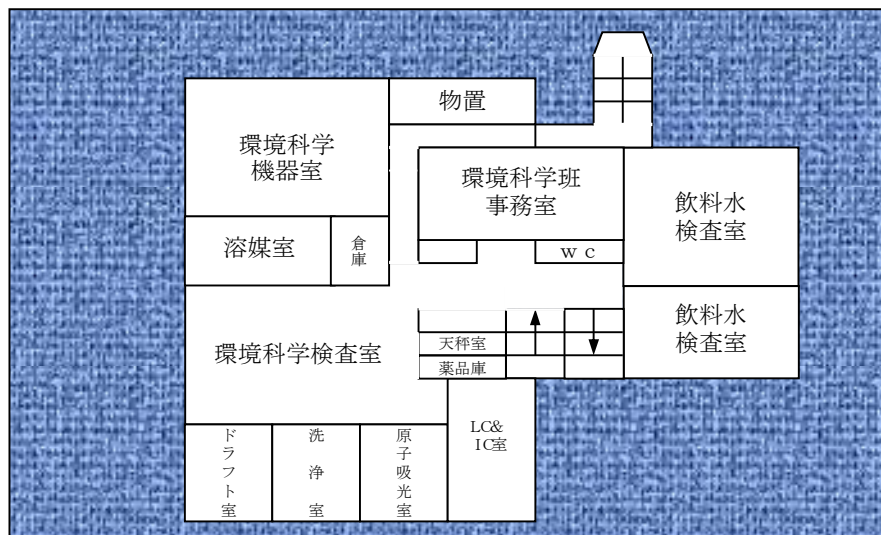 物置
環境科学
機器室
環境科学班
事務室
飲料水
検査室
溶媒室
倉庫
ｗｃ
飲料水
検査室
天秤室
環境科学検査室
薬品庫
LC&
IC室
ドラフト室
洗浄室
原子吸光室